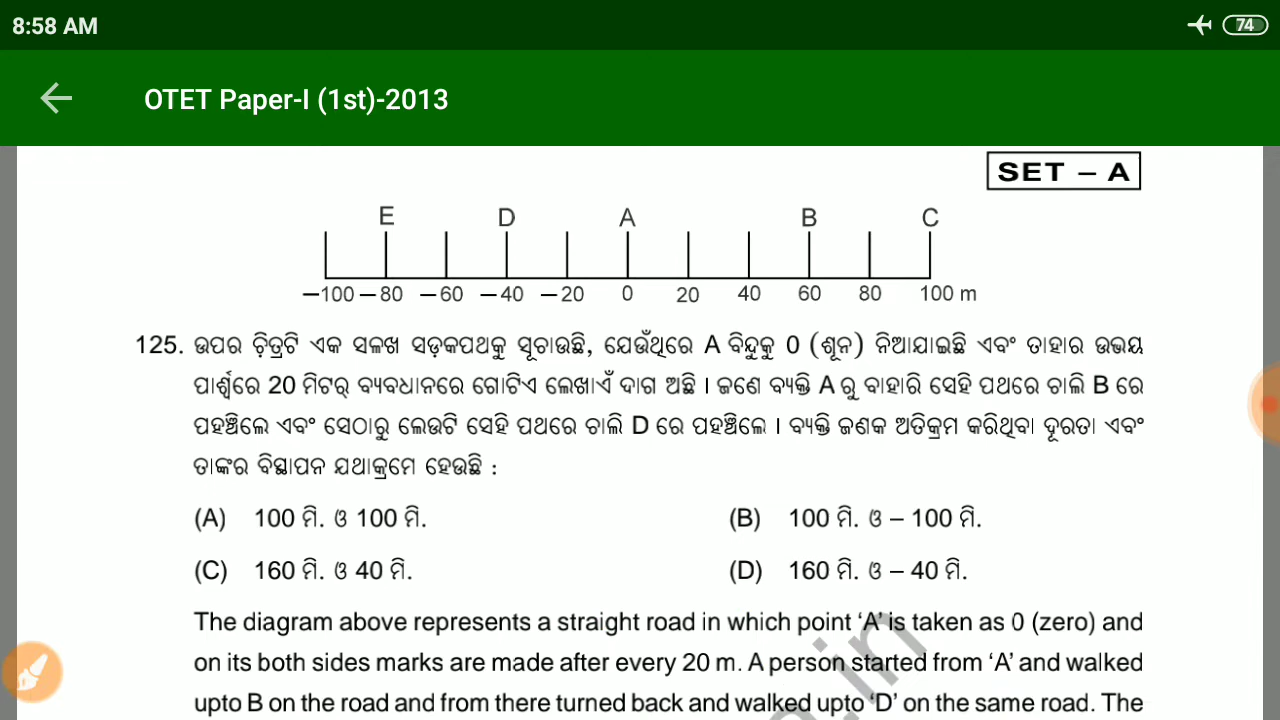 8:58 AM
74
OTET Paper-I (1st)-2013
SET – A
E D A B C
–100 –80 –60 –40 –20 0 20 40 60 80 100 m
125. ଉପର ଚିତ୍ରଟି ଏକ ସଳଖ ସଡ଼କପଥକୁ ସୂଚାଉଛି, ଯେଉଁଥିରେ A ବିନ୍ଦୁକୁ 0 (ଶୂନ) ନିଆଯାଇଛି ଏବଂ ତାହାର ଉଭୟ
ପାର୍ଶ୍ୱରେ 20 ମିଟର୍ ବ୍ୟବଧାନରେ ଗୋଟିଏ ଲେଖାଏଁ ଦାଗ ଅଛି । ଜଣେ ବ୍ୟକ୍ତି A ରୁ ବାହାରି ସେହି ପଥରେ ଚାଲି B ରେ
ପହଞ୍ଚିଲେ ଏବଂ ସେଠାରୁ ଲେଉଟି ସେହି ପଥରେ ଚାଲି D ରେ ପହଞ୍ଚିଲେ । ବ୍ୟକ୍ତି ଜଣକ ଅତିକ୍ରମ କରିଥିବା ଦୂରତା ଏବଂ
ତାଙ୍କର ବିସ୍ଥାପନ ଯଥାକ୍ରମେ ହେଉଛି :
(A) 100 ମି. ଓ 100 ମି. (B) 100 ମି. ଓ – 100 ମି.
(C) 160 ମି. ଓ 40 ମି. (D) 160 ମି. ଓ – 40 ମି.
The diagram above represents a straight road in which point ‘A’ is taken as 0 (zero) and
on its both sides marks are made after every 20 m. A person started from ‘A’ and walked
upto B on the road and from there turned back and walked upto ‘D’ on the same road. The